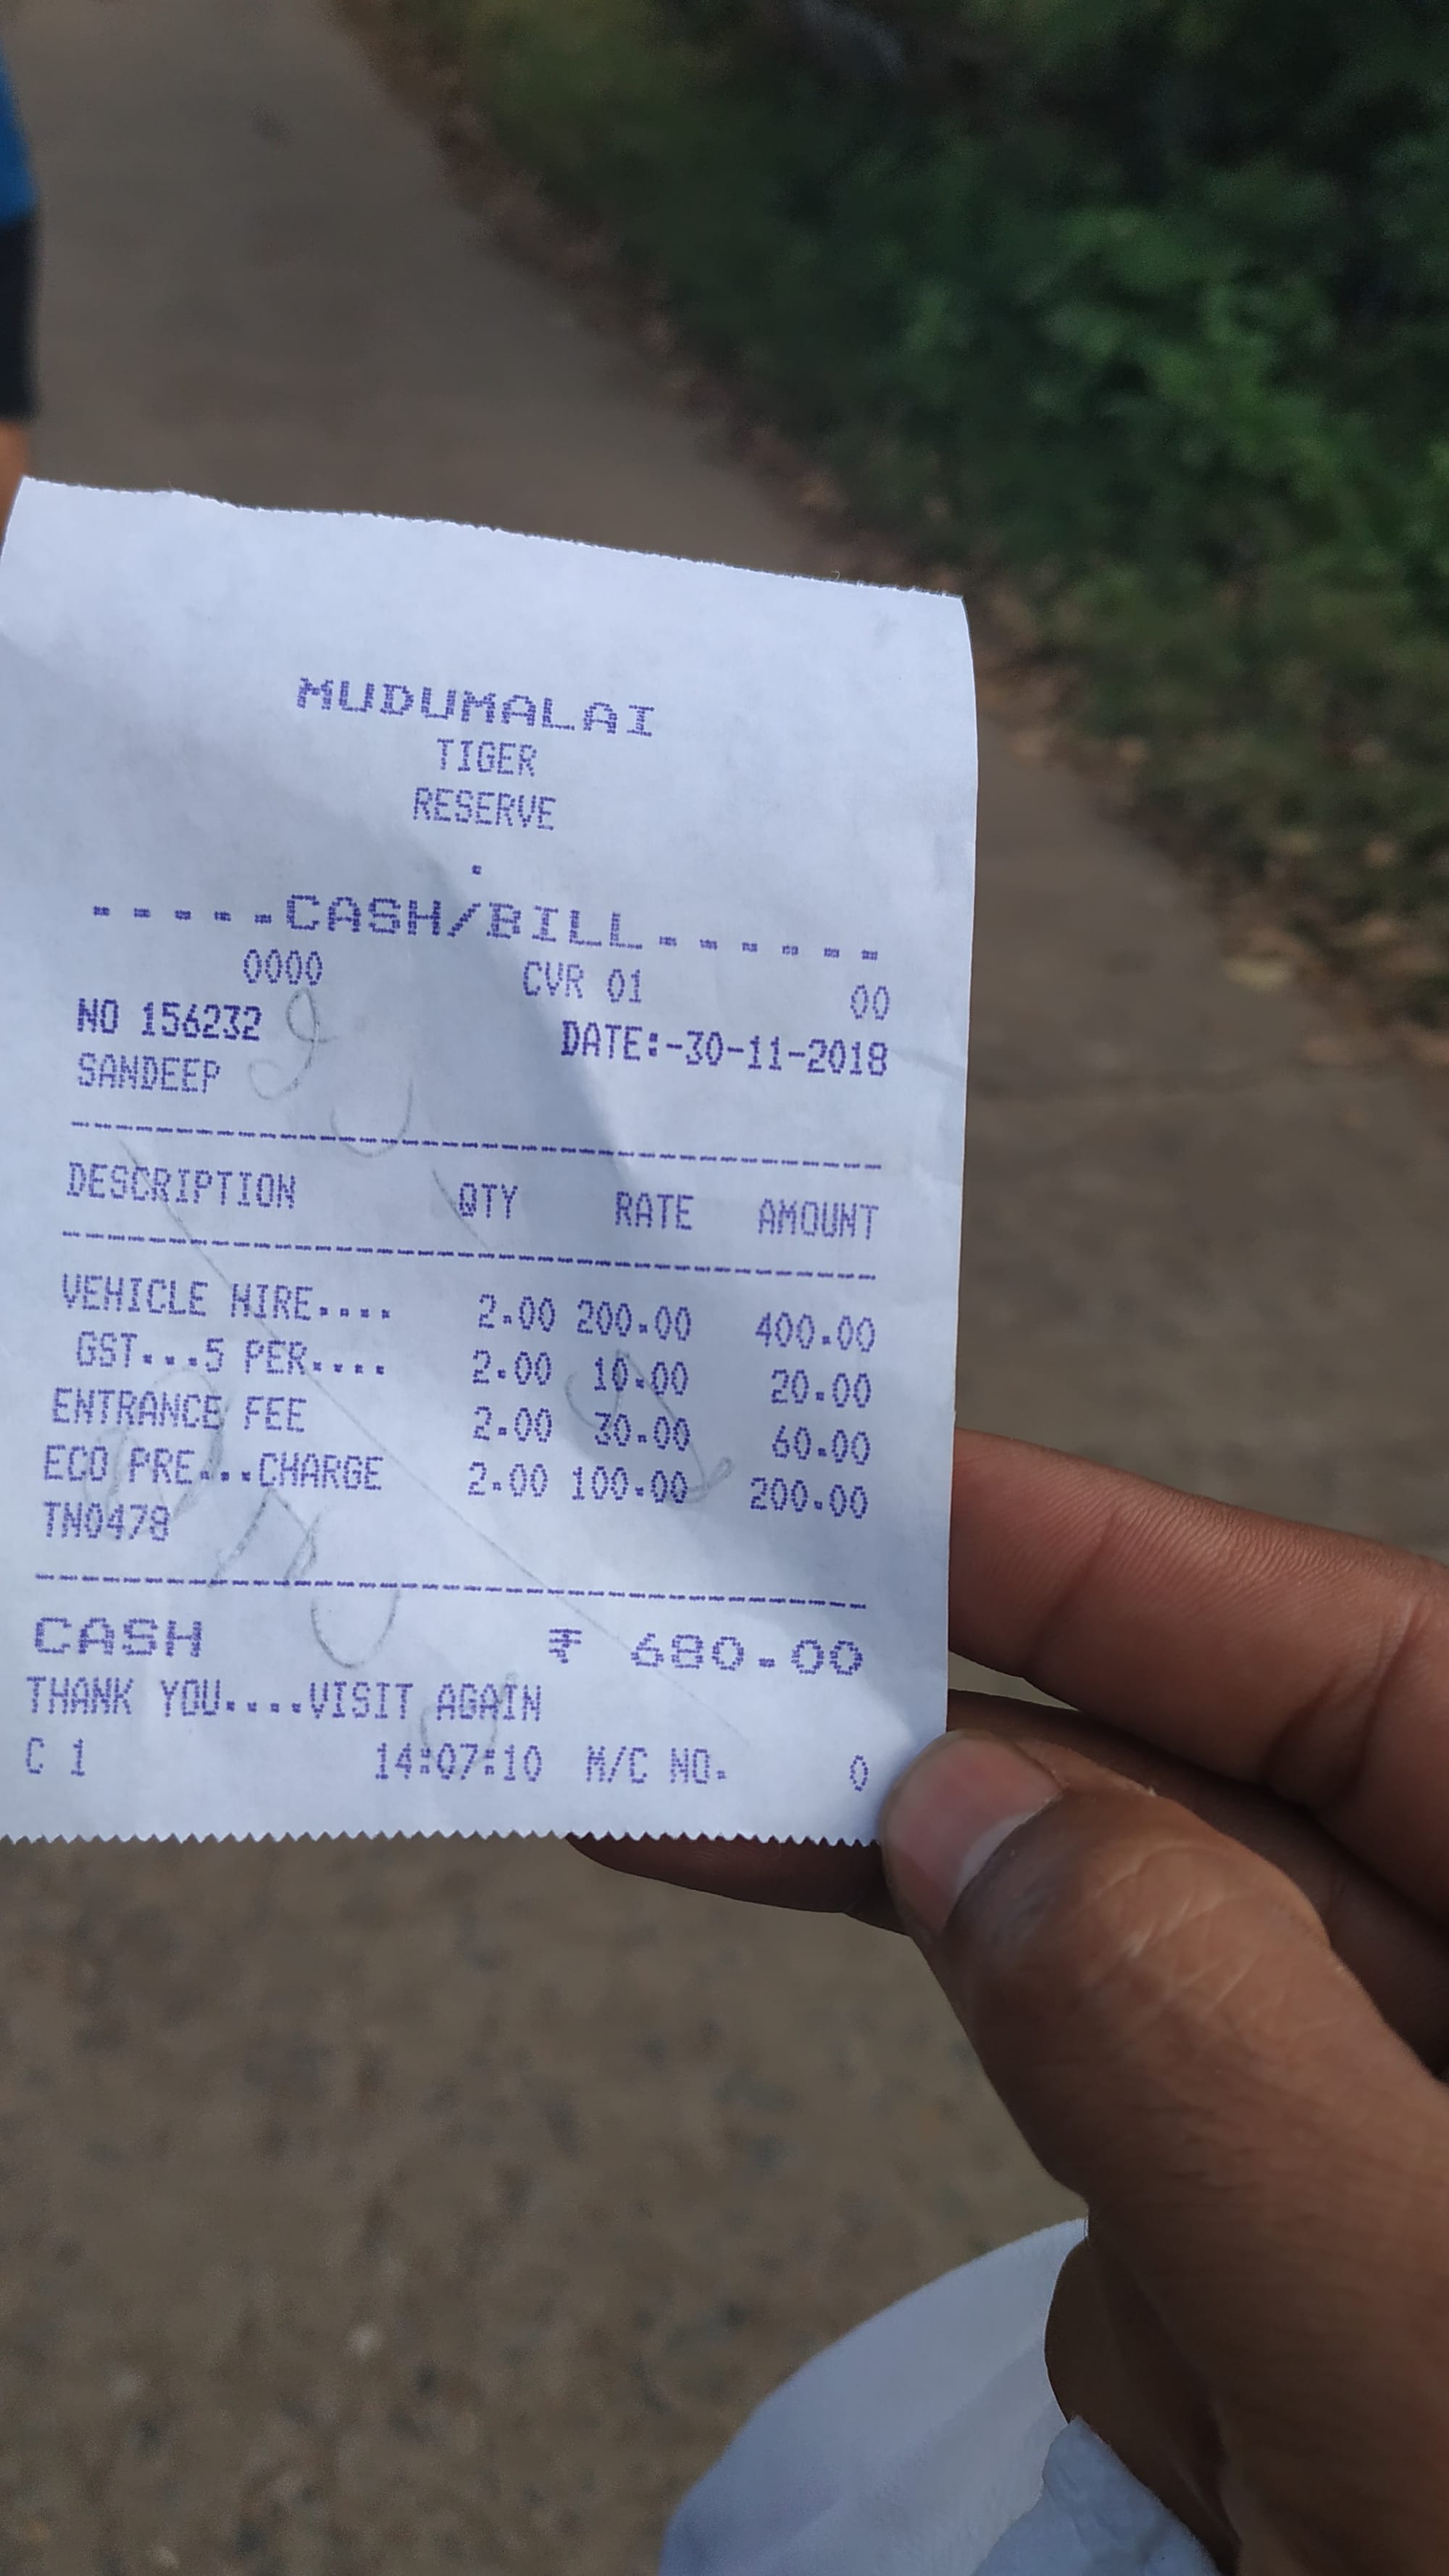 MUDUMALAI
TIGER
RESERVE
.
-----CASH/BILL------
0000 CVR 01 00
NO 156232 DATE:-30-11-2018
SANDEEP
DESCRIPTION QTY RATE AMOUNT
VEHICLE HIRE.... 2.00 200.00 400.00
GST...5 PER.... 2.00 10.00 20.00
ENTRANCE FEE 2.00 30.00 60.00
ECO PRE...CHARGE 2.00 100.00 200.00
TN0478
CASH ₹ 680.00
THANK YOU....VISIT AGAIN
C 1 14:07:10 M/C NO. 0